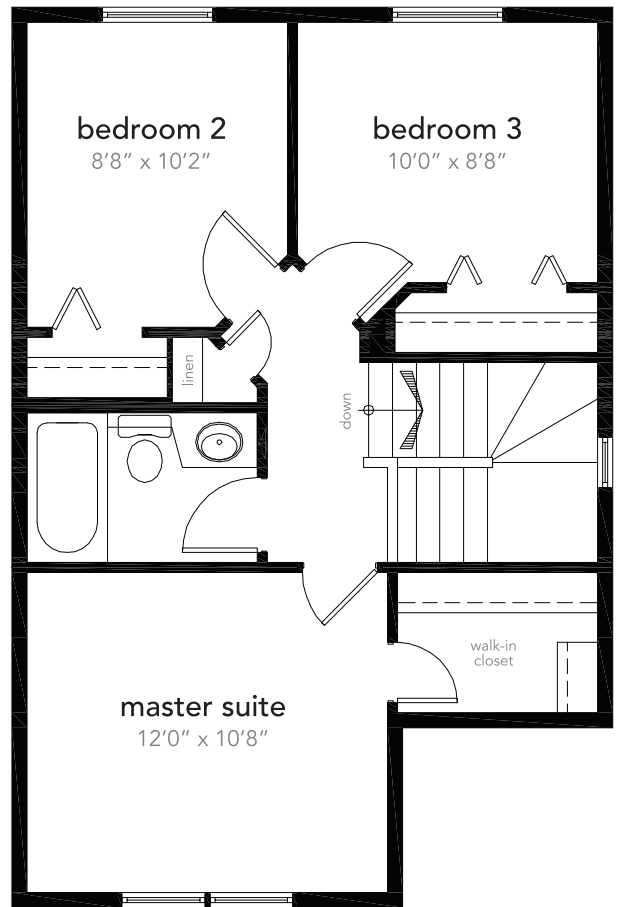 bedroom 2
8'8" x 10'2"
bedroom 3
10'0" x 8'8"
linen
down
walk-in
closet
master suite
12'0" x 10'8"